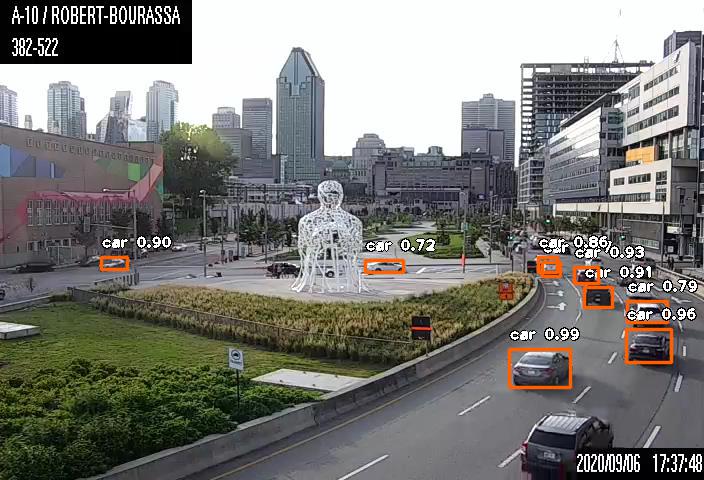 A-10 / ROBERT-BOURASSA
382-522
car 0.90
car 0.72
car 0.86
car 0.93
car 0.91
car 0.79
car 0.96
car 0.99
2020/09/06 17:37:48